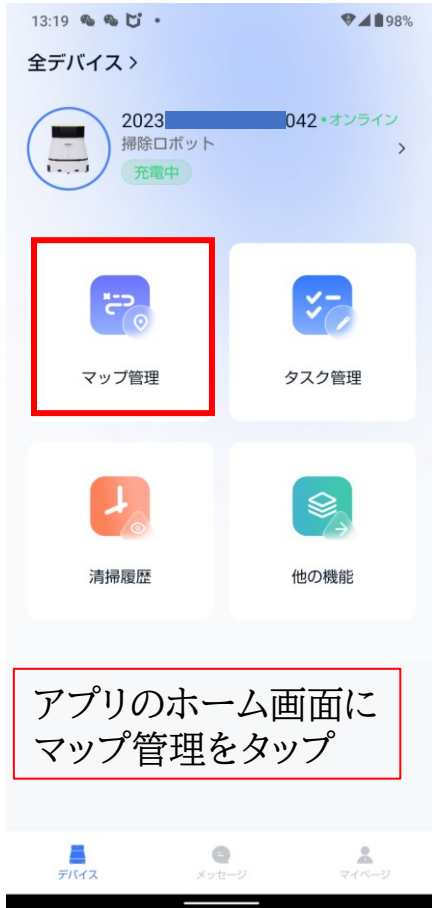 13:19
98%
全デバイス >
2023 042 • オンライン
掃除ロボット
充電中
マップ管理
タスク管理
清掃履歴
他の機能
アプリのホーム画面に
マップ管理をタップ
デバイス
メッセージ
マイページ